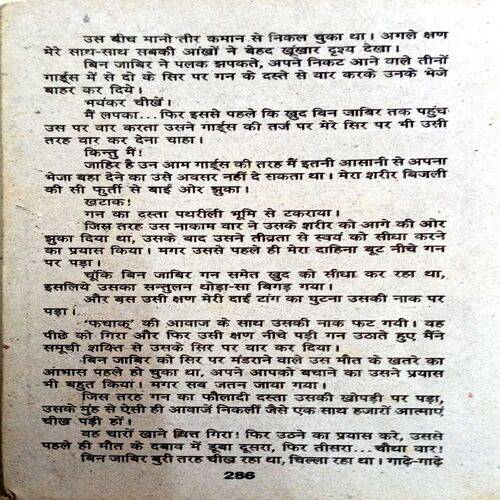 उस बीच मानो तीर कमान से निकल चुका था। अगले क्षण
मेरे साथ-साथ सबकी आंखों ने बेहद खूंखार दृश्य देखा।
बिन जाबिर ने पलक झपकते, अपने निकट आने वाले तीनों
गार्ड्स में से दो के सिर पर गन के दस्ते से वार करके उनके भेजे
बाहर कर दिये।
भयंकर चीखें।
मैं लपका... फिर इससे पहले कि खुद बिन जाबिर तक पहुंच
उस पर वार करता उसने गार्ड्स की तर्ज पर मेरे सिर पर भी उसी
तरह वार कर देना चाहा।
किन्तु मैं!
जाहिर है उन आम गार्ड्स की तरह मैं इतनी आसानी से अपना
भेजा बहा देने का उसे अवसर नहीं दे सकता था। मेरा शरीर बिजली
की सी फुर्ती से बाईं ओर झुका।
खटाक!
गन का दस्ता पथरीली भूमि से टकराया।
जिस तरह उस नाकाम वार ने उसके शरीर को आगे की ओर
झुका दिया था, उसके बाद उसने तीव्रता से स्वयं को सीधा करने
का प्रयास किया। मगर उससे पहले ही मेरा दाहिना बूट नीचे गन
पर पड़ा।
चूंकि बिन जाबिर गन समेत खुद को सीधा कर रहा था,
इसलिये उसका सन्तुलन थोड़ा-सा बिगड़ गया।
और बस उसी क्षण मेरी दाईं टांग का घुटना उसकी नाक पर
पड़ा।
'फचाक्' की आवाज के साथ उसकी नाक फट गयी। वह
पीछे को गिरा और फिर उसी क्षण नीचे पड़ी गन उठाते हुए मैंने
समूची शक्ति से उसके सिर पर वार कर दिया।
बिन जाबिर को सिर पर मंडराने वाले उस मौत के खतरे का
आभास पहले हो चुका था, अपने आपको बचाने का उसने प्रयास
भी बहुत किया! मगर सब जतन जाया गया।
जिस तरह गन का फौलादी दस्ता उसकी खोपड़ी पर पड़ा,
उसके मुंह से ऐसी ही आवाजें निकलीं जैसे एक साथ हजारों आत्माएं
चीख पड़ी हों।
वह चारों खाने चित्त गिरा! फिर उठने का प्रयास करे, उससे
पहले ही मौत के दबाव में डूबा दूसरा, फिर तीसरा...चौथा वार!
बिन जाबिर बुरी तरह चीख रहा था, चिल्ला रहा था। गाढ़े-गाढ़े
286